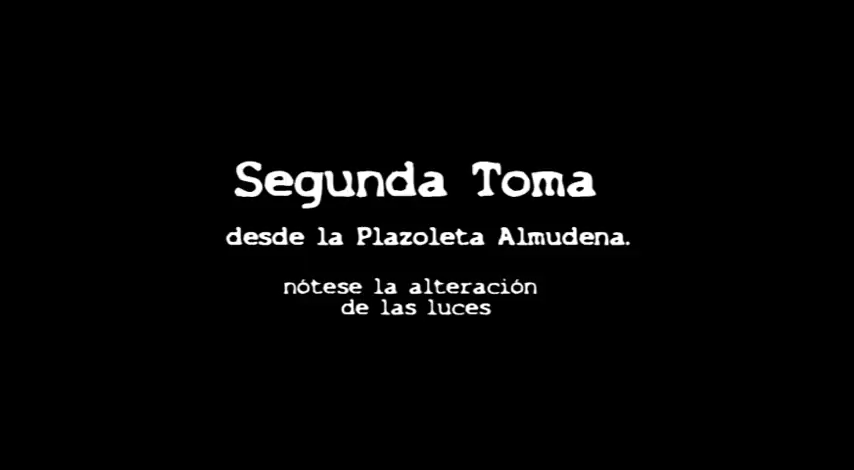 Segunda Toma
desde la Plazoleta Almudena.
nótese la alteración
de las luces